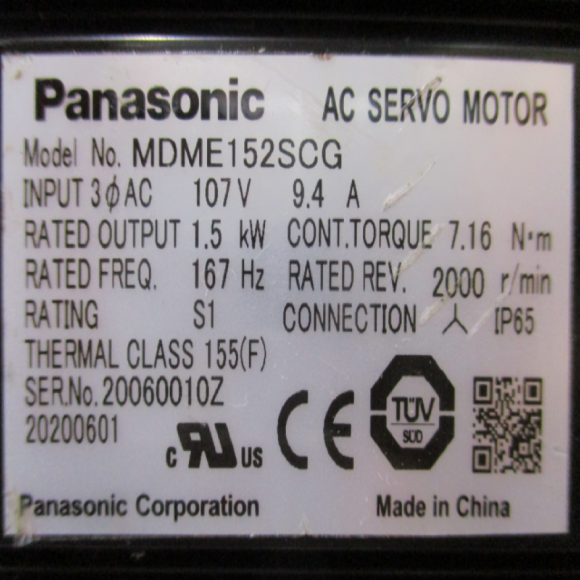 Panasonic AC SERVO MOTOR
Model No. MDME152SCG
INPUT 3ϕAC 107 V 9.4 A
RATED OUTPUT 1.5 kW CONT.TORQUE 7.16 N·m
RATED FREQ. 167 Hz RATED REV. 2000 r/min
RATING S1 CONNECTION IP65
THERMAL CLASS 155(F)
SER.No. 20060010Z
20200601
c RU US CE TÜV SÜD
Panasonic Corporation Made in China